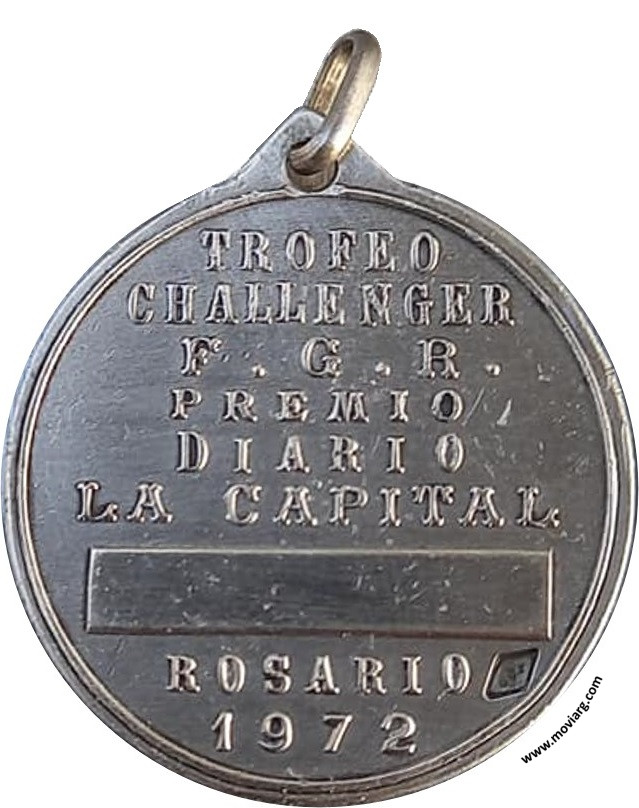 TROFEO
CHALLENGER
F. G. R.
PREMIO
DIARIO
LA CAPITAL
ROSARIO
1972
www.moviarg.com